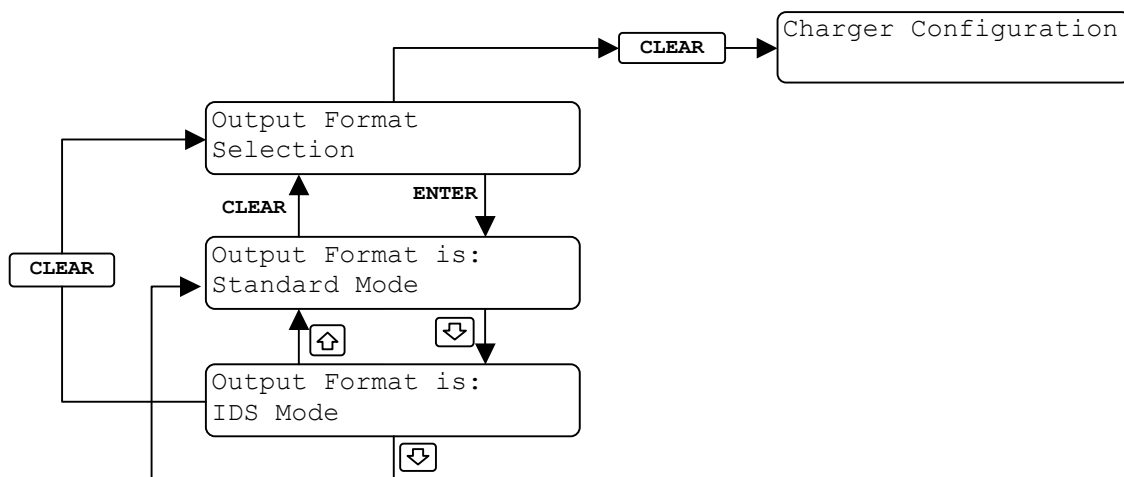 Charger Configuration
CLEAR
Output Format
Selection
CLEAR
ENTER
Output Format is:
Standard Mode
CLEAR
Output Format is:
IDS Mode